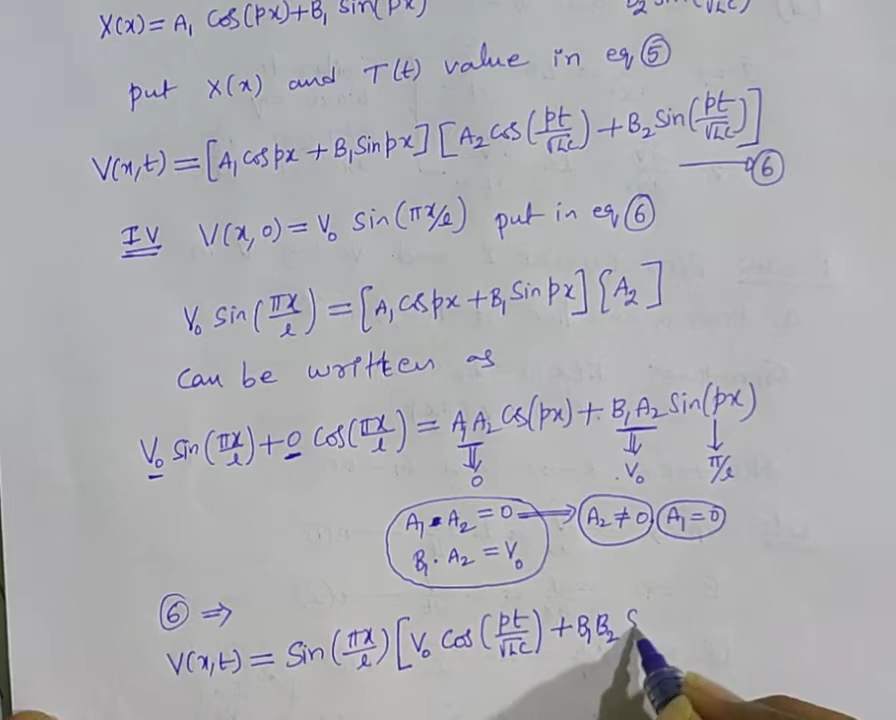 X(x) = A₁ Cos(px) + B₁ Sin(px)
put X(x) and T(t) value in eq ⑤
V(x,t) = [A₁ cos px + B₁ Sin px] [A₂ Cos(pt/√LC) + B₂ Sin(pt/√LC)]
⑥
IV V(x,0) = V₀ Sin(πx/l) put in eq ⑥
V₀ Sin(πx/l) = [A₁ cos px + B₁ Sin px] [A₂]
Can be written as
V₀ Sin(πx/l) + 0 Cos(πx/l) = A₁A₂ Cos(px) + B₁A₂ Sin(px)
⇓ ⇓ ↓
0 V₀ π/l
A₁ · A₂ = 0 ⟹ A₂ ≠ 0, A₁ = 0
B₁ · A₂ = V₀
⑥ ⇒
V(x,t) = Sin(πx/l) [V₀ Cos(pt/√LC) + B₁B₂ S